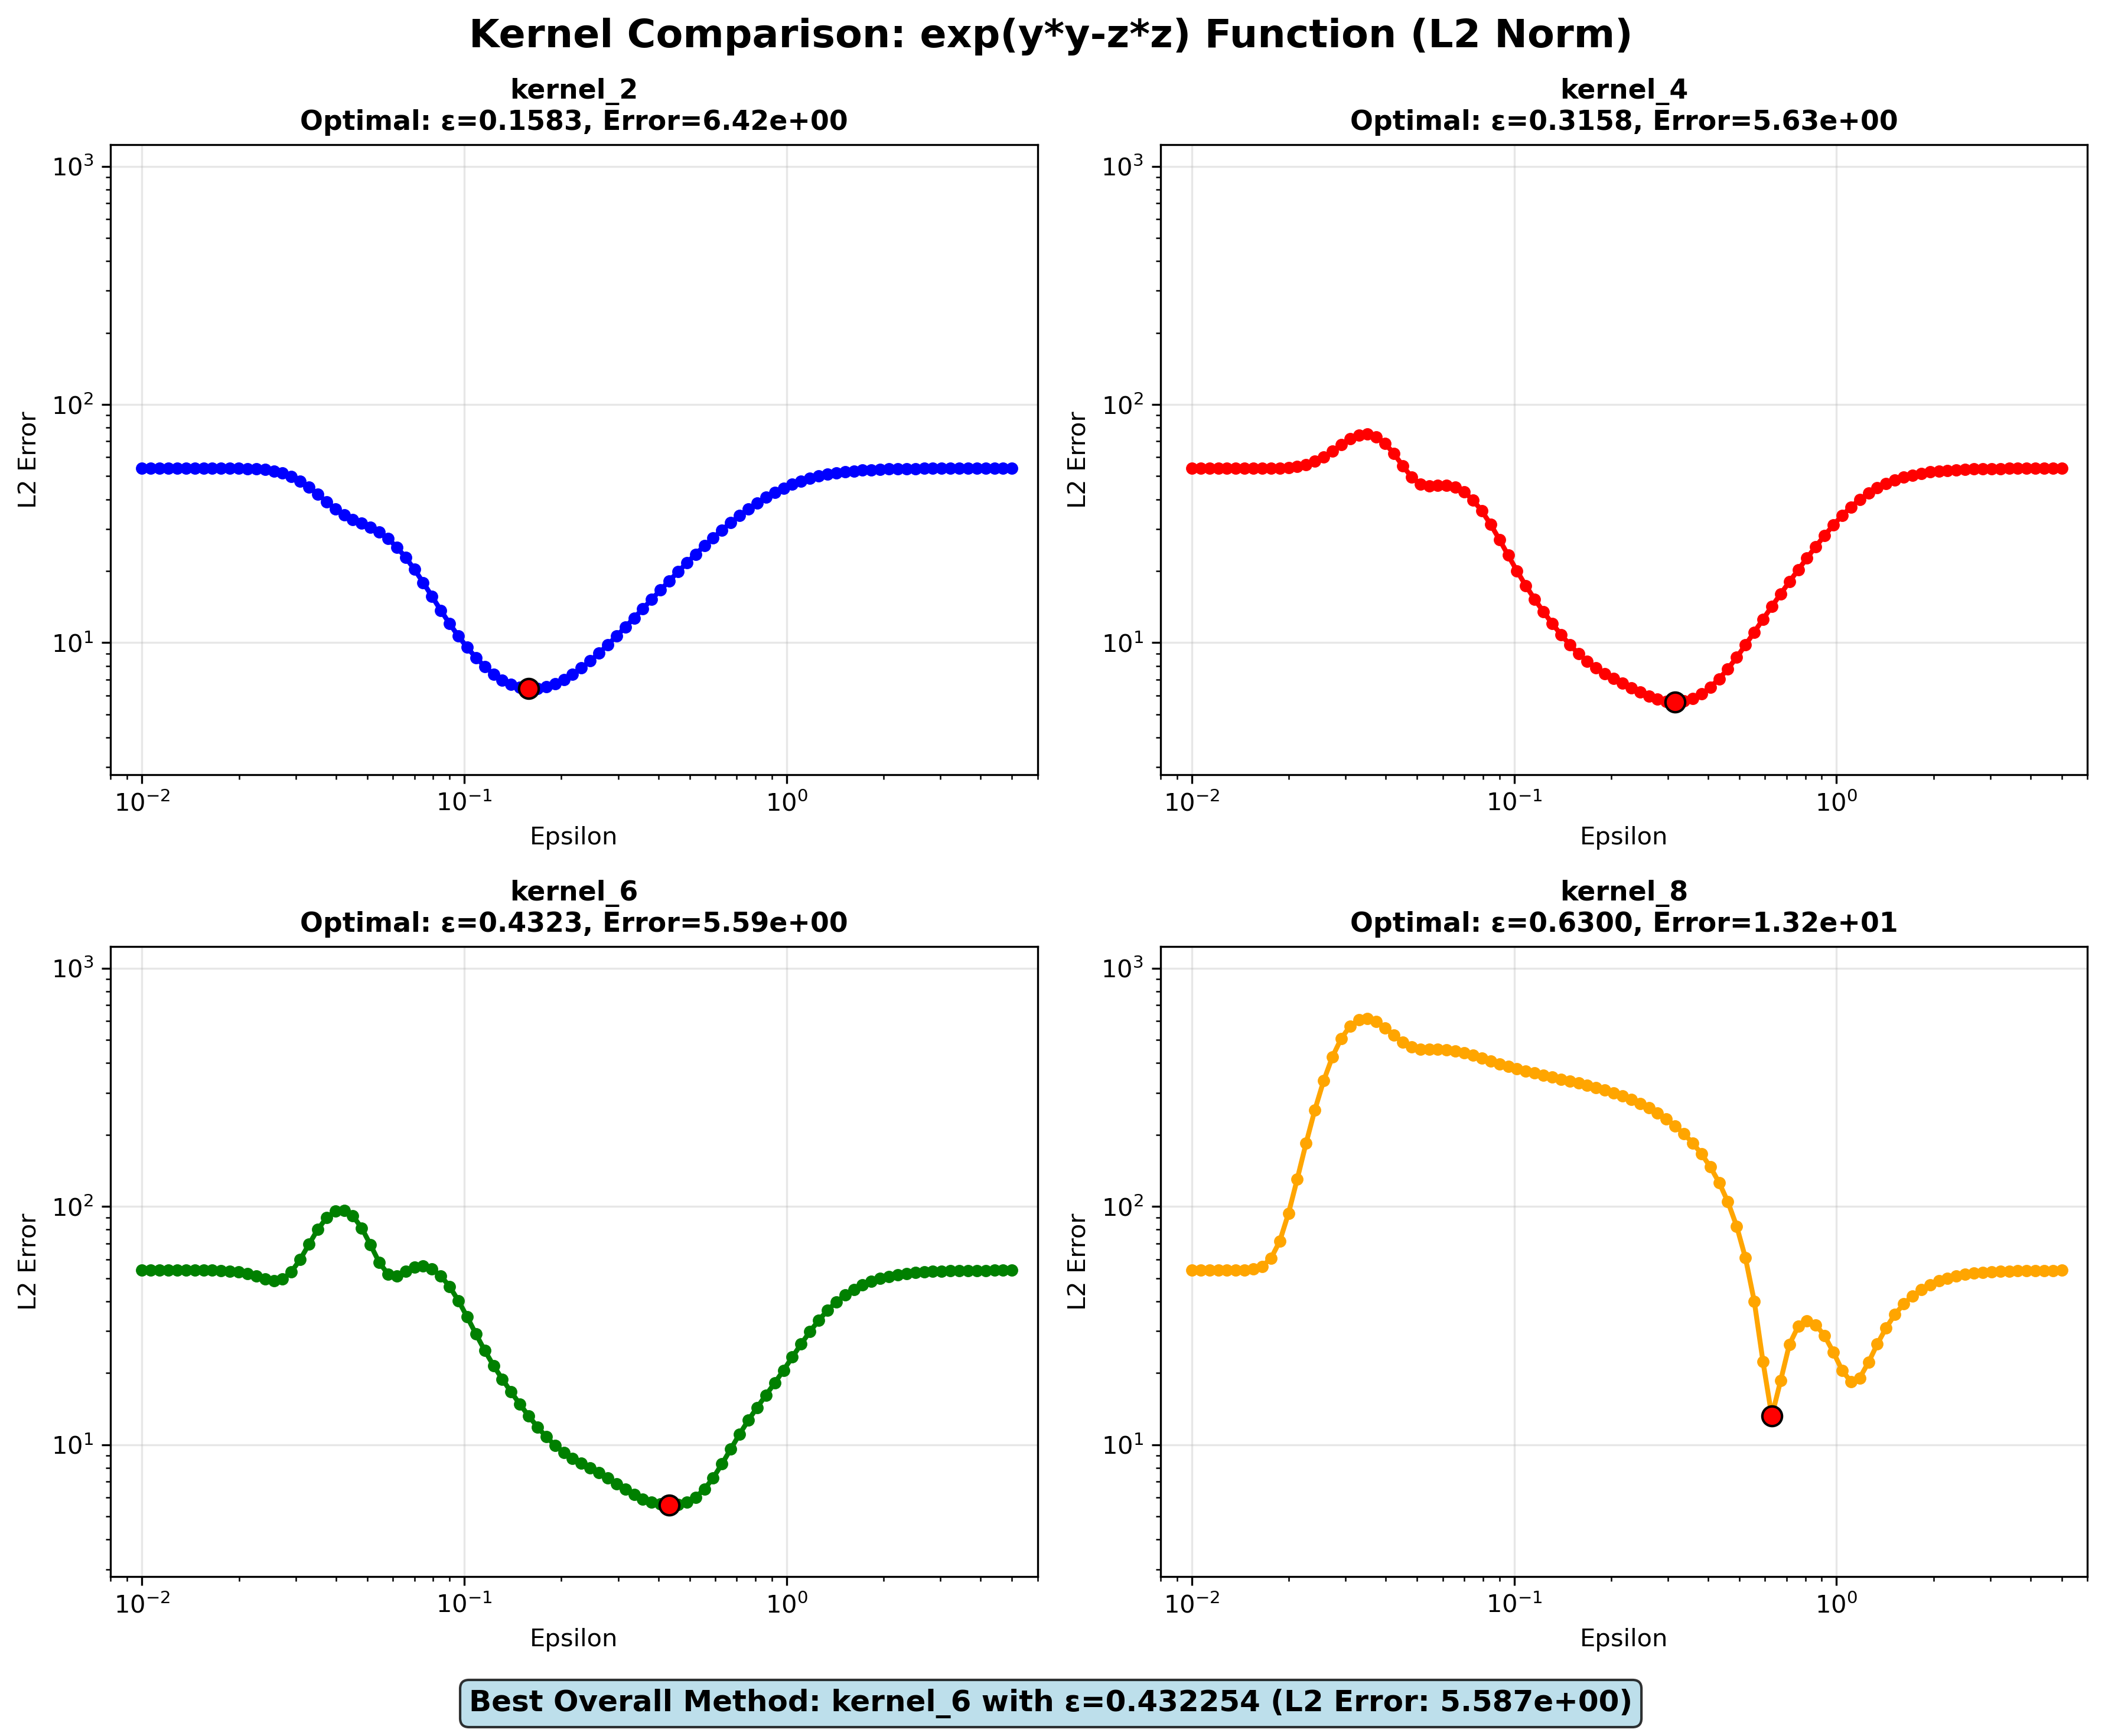 Kernel Comparison: exp(y*y-z*z) Function (L2 Norm)
kernel_2
Optimal: ε=0.1583, Error=6.42e+00
10³
10²
10¹
L2 Error
10⁻²
10⁻¹
10⁰
Epsilon
kernel_4
Optimal: ε=0.3158, Error=5.63e+00
10³
10²
10¹
L2 Error
10⁻²
10⁻¹
10⁰
Epsilon
kernel_6
Optimal: ε=0.4323, Error=5.59e+00
10³
10²
10¹
L2 Error
10⁻²
10⁻¹
10⁰
Epsilon
kernel_8
Optimal: ε=0.6300, Error=1.32e+01
10³
10²
10¹
L2 Error
10⁻²
10⁻¹
10⁰
Epsilon
Best Overall Method: kernel_6 with ε=0.432254 (L2 Error: 5.587e+00)